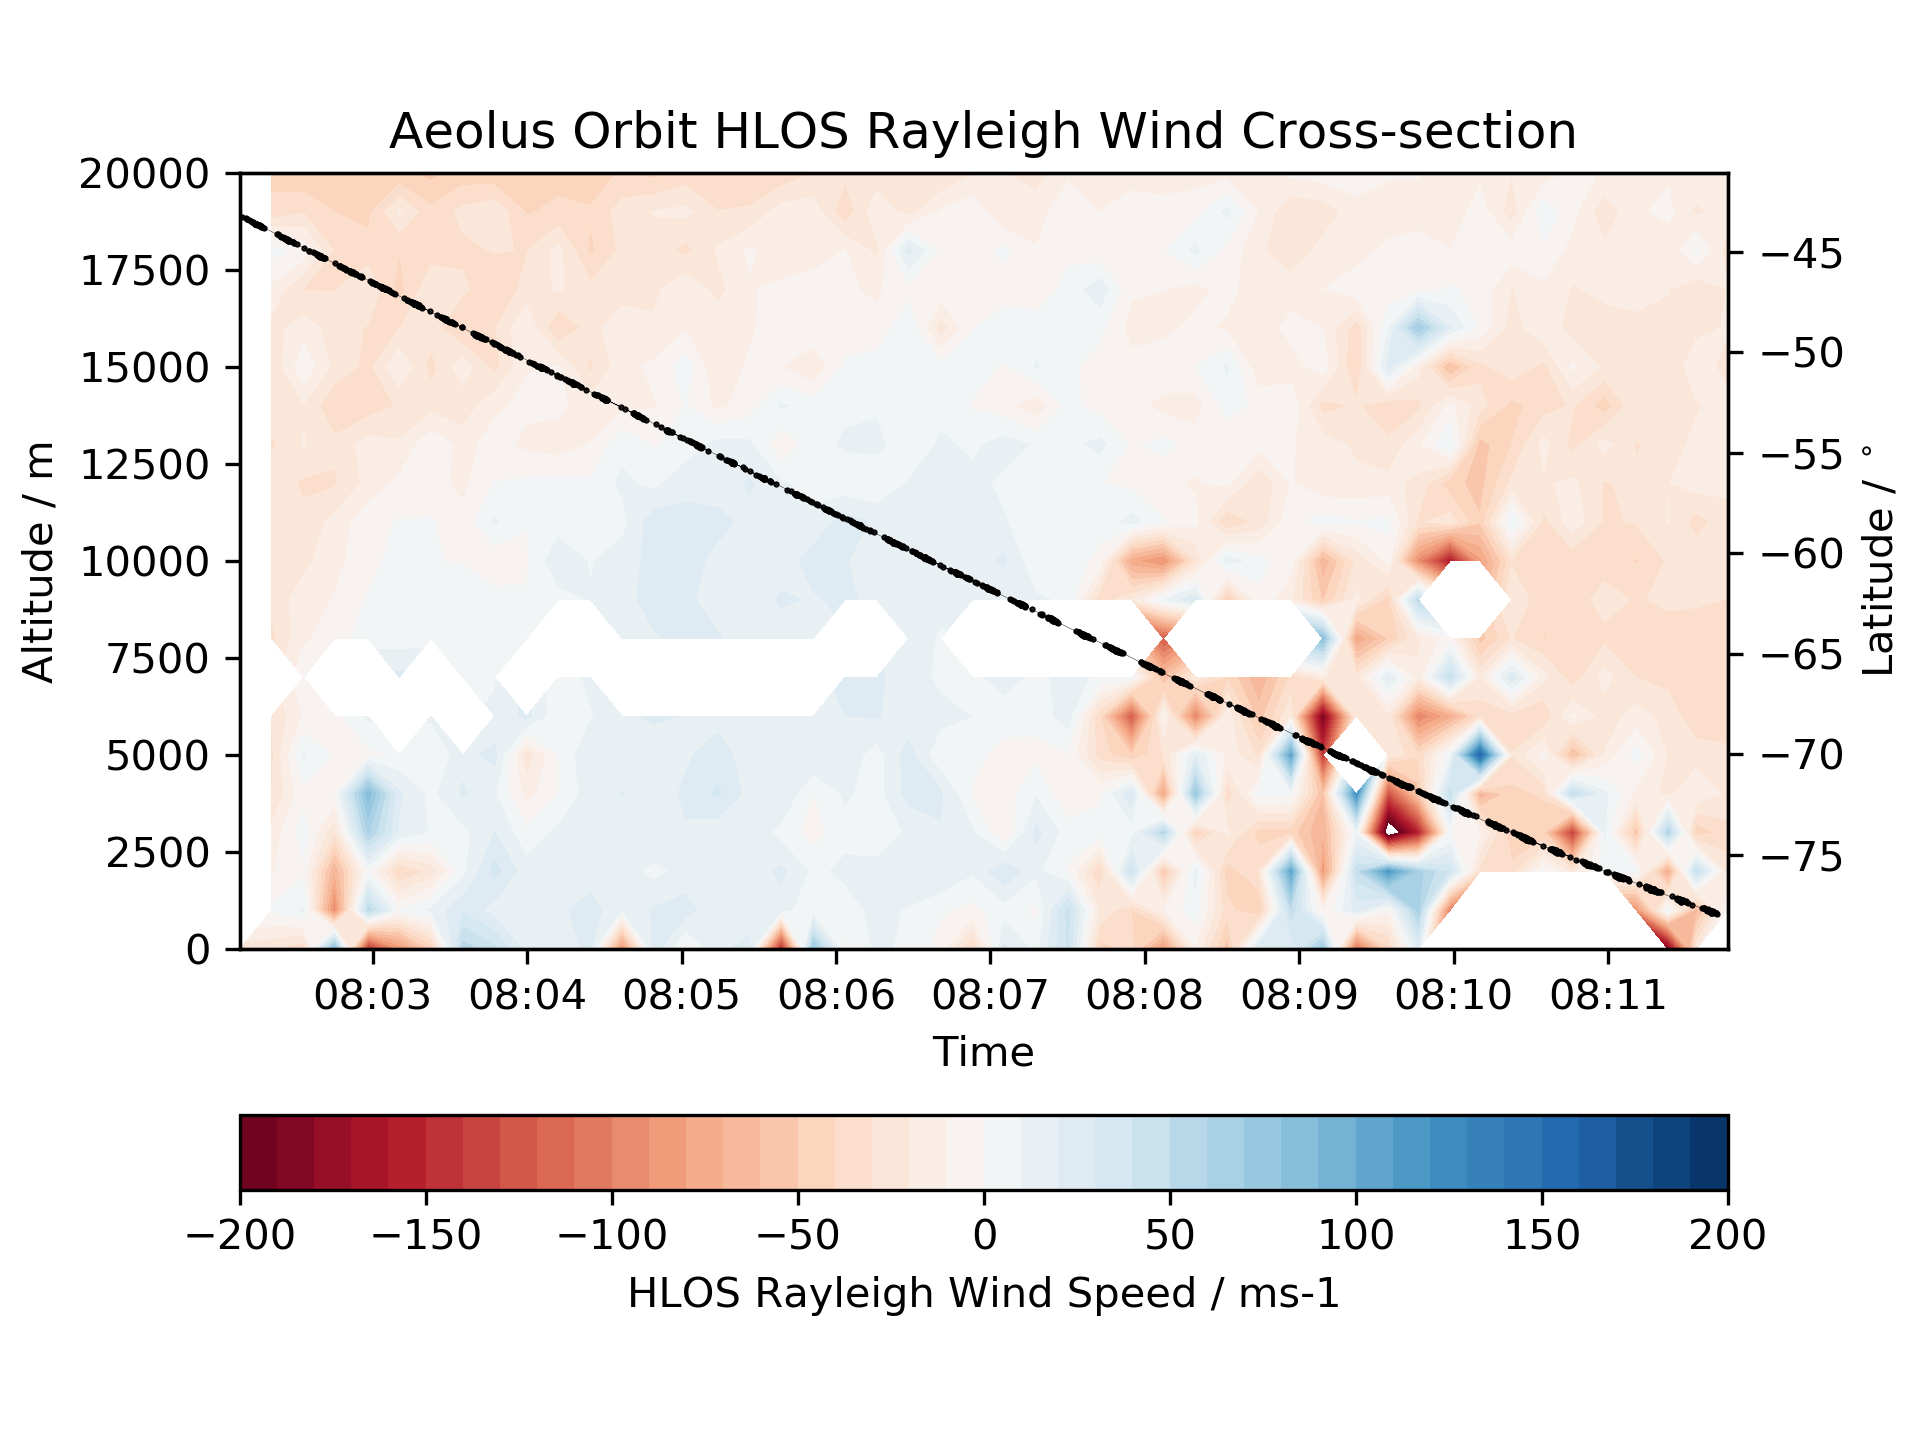 Aeolus Orbit HLOS Rayleigh Wind Cross-section
20000
17500
15000
12500
10000
7500
5000
2500
0
Altitude / m
−45
−50
−55
−60
−65
−70
−75
Latitude / °
08:03 08:04 08:05 08:06 08:07 08:08 08:09 08:10 08:11
Time
−200 −150 −100 −50 0 50 100 150 200
HLOS Rayleigh Wind Speed / ms-1